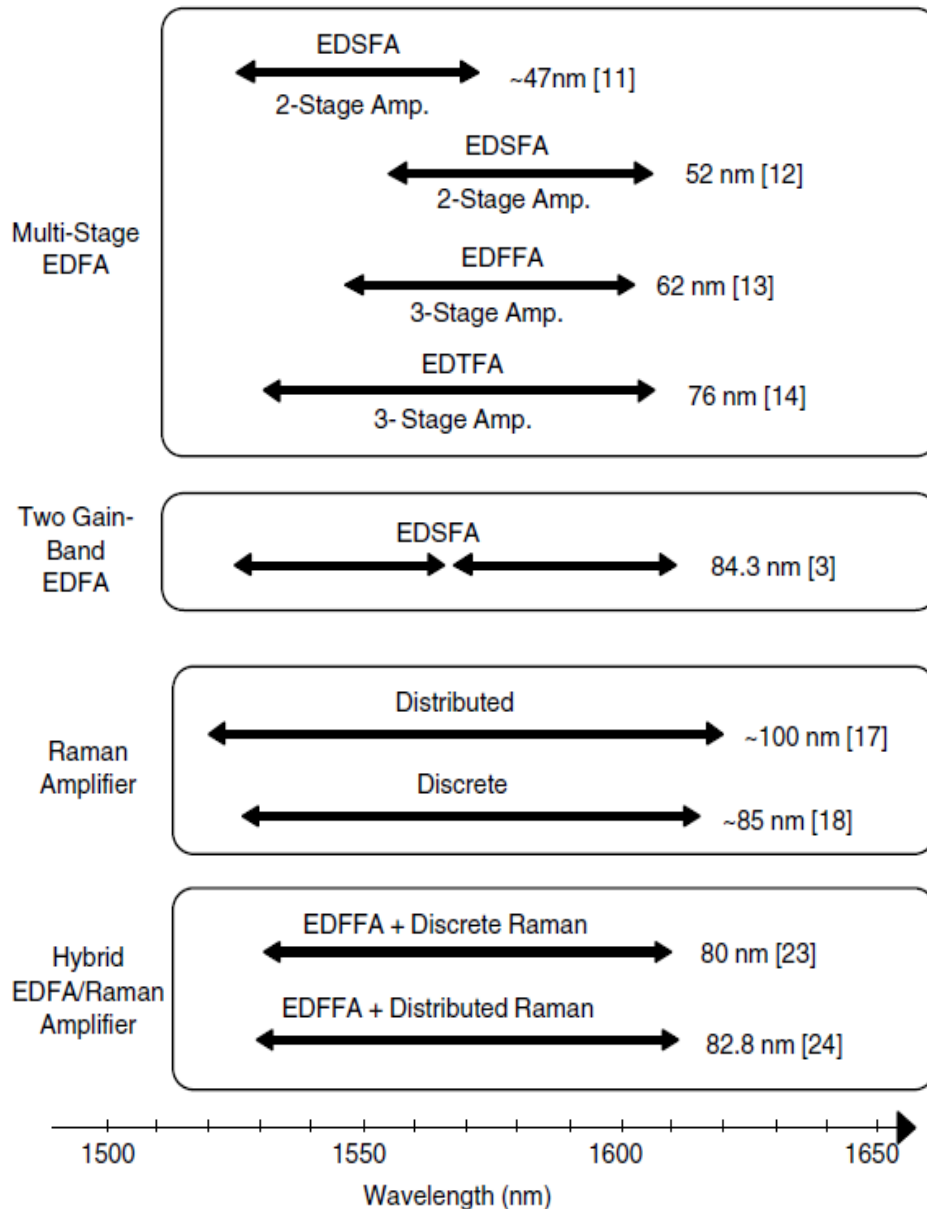 EDSFA
~47nm [11]
2-Stage Amp.
EDSFA
52 nm [12]
2-Stage Amp.
Multi-Stage
EDFA
EDFFA
62 nm [13]
3-Stage Amp.
EDTFA
76 nm [14]
3- Stage Amp.
Two Gain-
Band
EDFA
EDSFA
84.3 nm [3]
Raman
Amplifier
Distributed
~100 nm [17]
Discrete
~85 nm [18]
Hybrid
EDFA/Raman
Amplifier
EDFFA + Discrete Raman
80 nm [23]
EDFFA + Distributed Raman
82.8 nm [24]
1500 1550 1600 1650
Wavelength (nm)